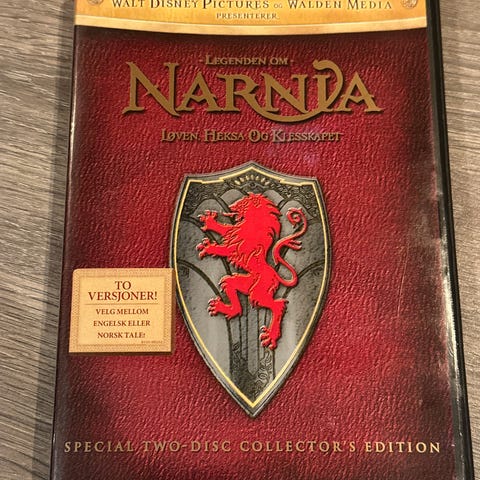 WALT DISNEY PICTURES OG WALDEN MEDIA
PRESENTERER
- LEGENDEN OM -
NARNIA
LØVEN, HEKSA OG KLESSKAPET
TO
VERSJONER!
VELG MELLOM
ENGELSK ELLER
NORSK TALE!
SPECIAL TWO-DISC COLLECTOR'S EDITION